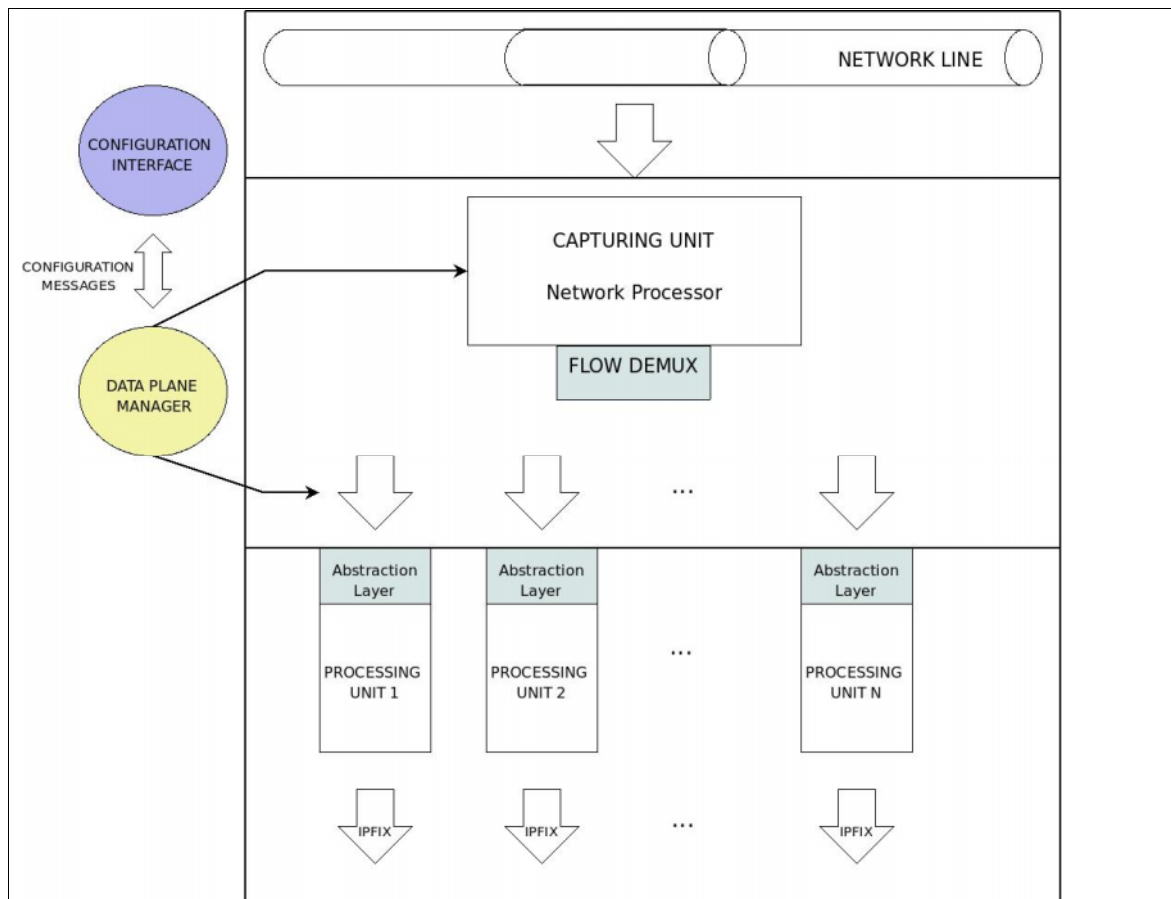 NETWORK LINE
CONFIGURATION
INTERFACE
CONFIGURATION
MESSAGES
CAPTURING UNIT
Network Processor
FLOW DEMUX
DATA PLANE
MANAGER
...
Abstraction
Layer
Abstraction
Layer
Abstraction
Layer
PROCESSING
UNIT 1
PROCESSING
UNIT 2
...
PROCESSING
UNIT N
IPFIX
IPFIX
...
IPFIX